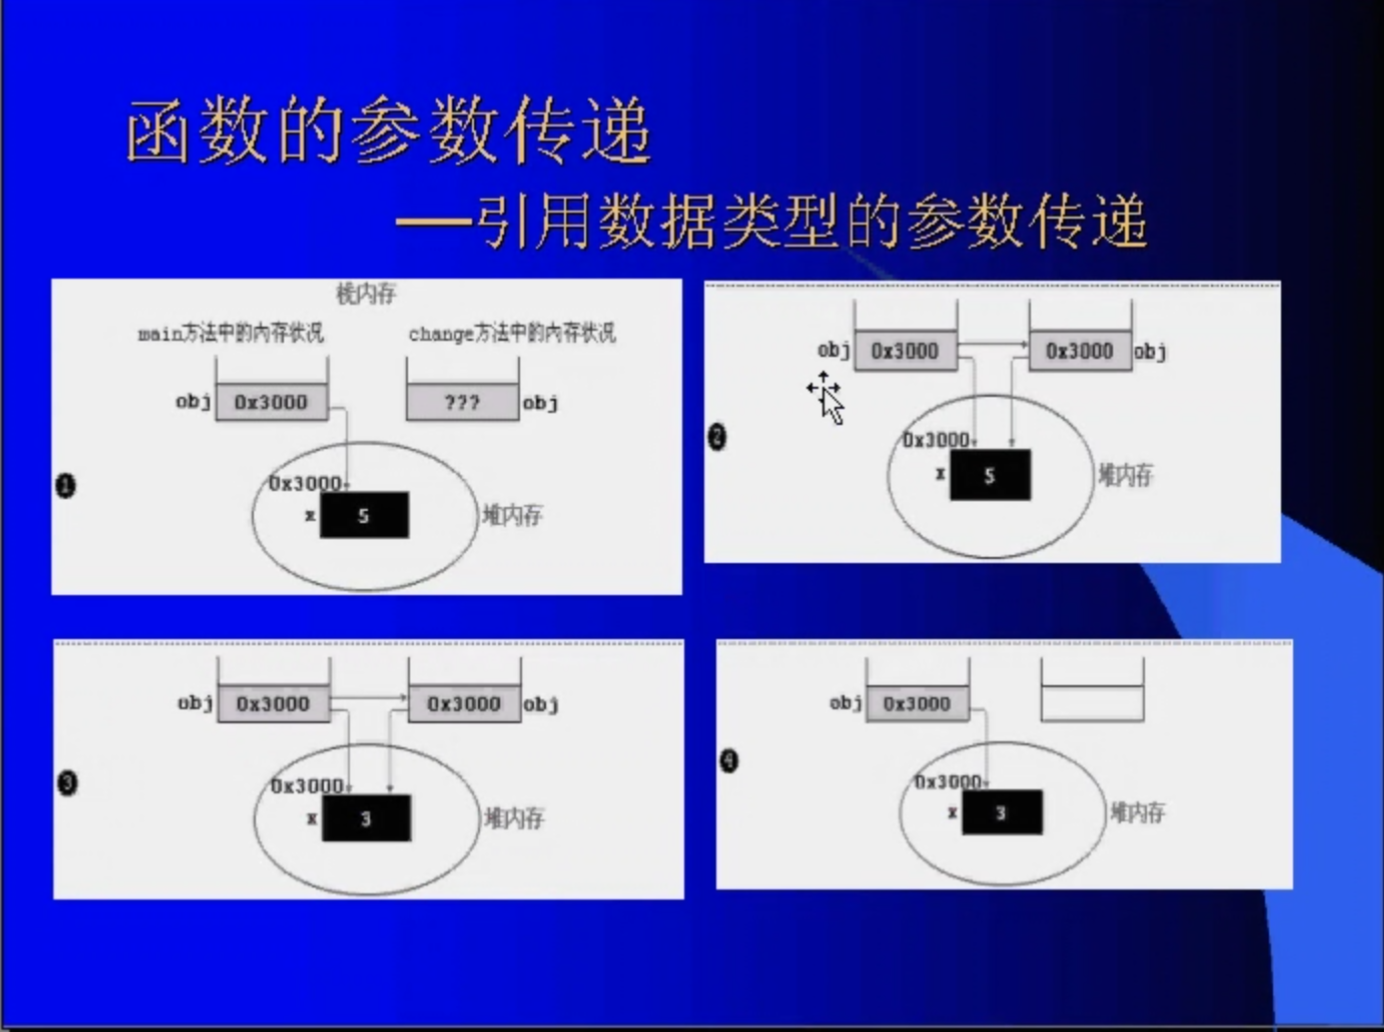 函数的参数传递
——引用数据类型的参数传递
栈内存
main方法中的内存状况 change方法中的内存状况
obj 0x3000 ??? obj
0x3000
1
x 5 堆内存
obj 0x3000 0x3000 obj
2
0x3000
x 5 堆内存
obj 0x3000 0x3000 obj
3
0x3000
x 3 堆内存
obj 0x3000
4
0x3000
x 3 堆内存